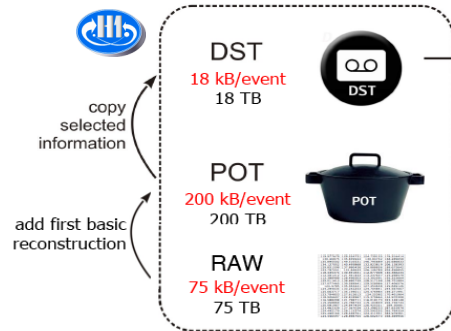 DST
18 kB/event
18 TB
DST
copy
selected
information
POT
200 kB/event
200 TB
POT
add first basic
reconstruction
RAW
75 kB/event
75 TB